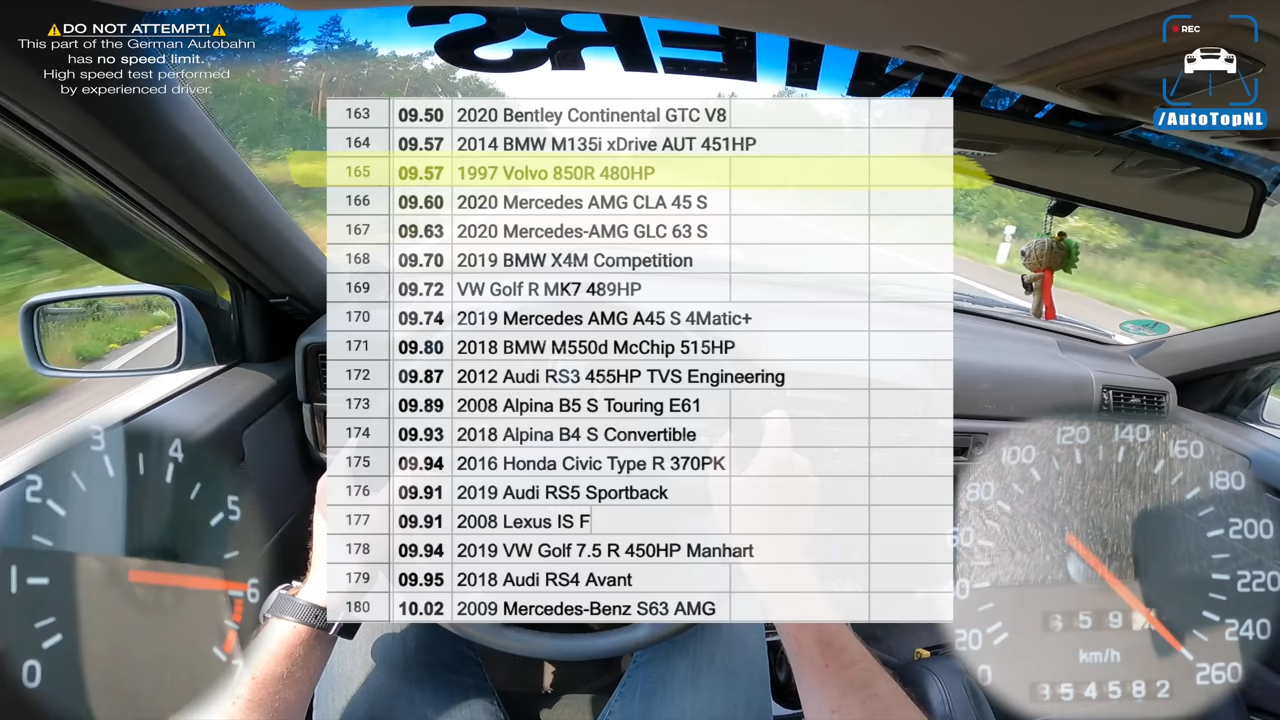 ⚠DO NOT ATTEMPT!⚠
This part of the German Autobahn
has no speed limit.
High speed test performed
by experienced driver.
REC
/AutoTopNL
163 09.50 2020 Bentley Continental GTC V8
164 09.57 2014 BMW M135i xDrive AUT 451HP
165 09.57 1997 Volvo 850R 480HP
166 09.60 2020 Mercedes AMG CLA 45 S
167 09.63 2020 Mercedes-AMG GLC 63 S
168 09.70 2019 BMW X4M Competition
169 09.72 VW Golf R MK7 489HP
170 09.74 2019 Mercedes AMG A45 S 4Matic+
171 09.80 2018 BMW M550d McChip 515HP
172 09.87 2012 Audi RS3 455HP TVS Engineering
173 09.89 2008 Alpina B5 S Touring E61
174 09.93 2018 Alpina B4 S Convertible
175 09.94 2016 Honda Civic Type R 370PK
176 09.91 2019 Audi RS5 Sportback
177 09.91 2008 Lexus IS F
178 09.94 2019 VW Golf 7.5 R 450HP Manhart
179 09.95 2018 Audi RS4 Avant
180 10.02 2009 Mercedes-Benz S63 AMG
0 1 2 3 4 5 6
0 20 60 80 100 120 140 160 180 200 220 240 260
km/h
354582